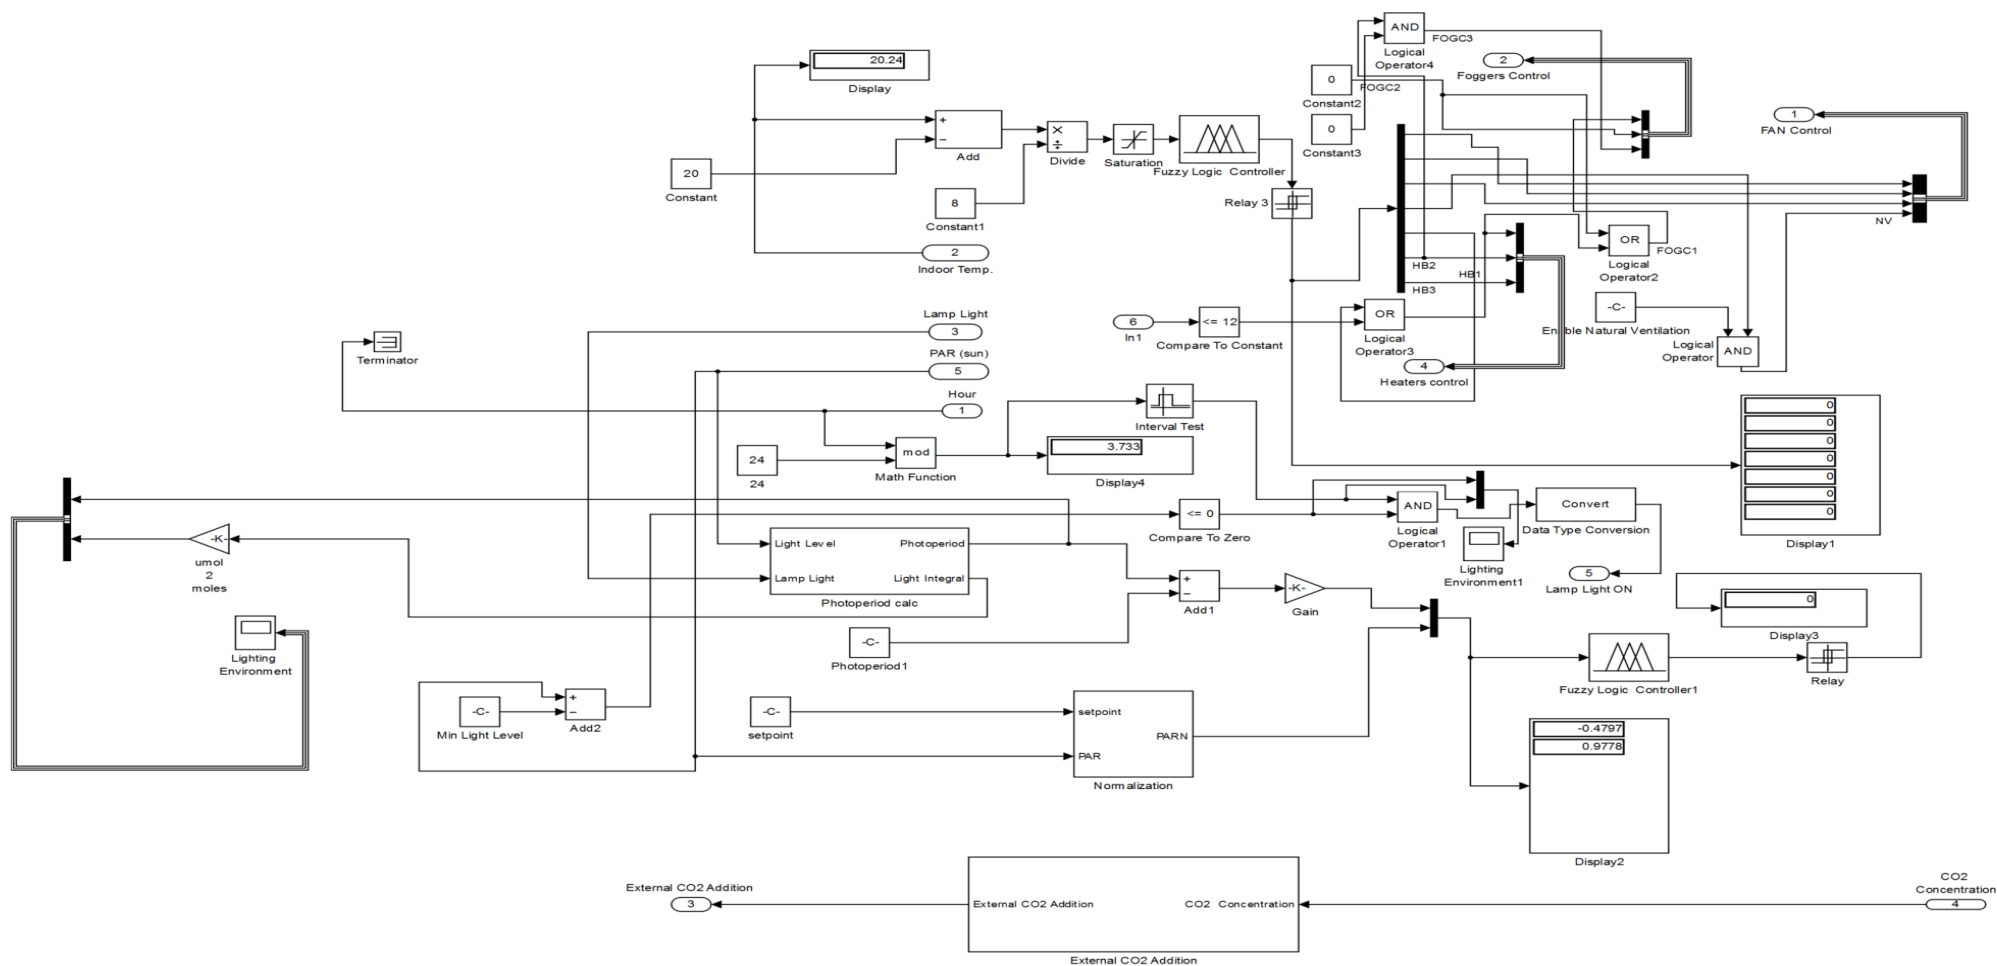 AND
FOGC3
Logical
Operator4
2
Foggers Control
20.24
Display
0
Constant2
FOGC2
1
FAN Control
+
−
Add
×
÷
Divide
Saturation
Fuzzy Logic Controller
0
Constant3
20
Constant
8
Constant1
Relay 3
NV
2
Indoor Temp.
OR
FOGC1
Logical
Operator2
HB2
HB1
HB3
-C-
Enable Natural Ventilation
Lamp Light
3
6
In1
<= 12
Compare To Constant
OR
Logical
Operator3
Logical
Operator
AND
Terminator
PAR (sun)
5
4
Heaters control
Hour
1
Interval Test
24
24
mod
Math Function
3.733
Display4
0
0
0
0
0
0
0
Display1
<= 0
Compare To Zero
AND
Logical
Operator1
Convert
Data Type Conversion
-K-
umol
2
moles
Light Level
Photoperiod
Lamp Light
Light Integral
Photoperiod calc
Lighting
Environment1
5
Lamp Light ON
+
−
Add1
-K-
Gain
0
Display3
Lighting
Environment
-C-
Photoperiod1
Fuzzy Logic Controller1
Relay
-C-
Min Light Level
+
−
Add2
-C-
setpoint
setpoint
PARN
PAR
Normalization
-0.4797
0.9778
Display2
External CO2 Addition
3
External CO2 Addition
CO2 Concentration
External CO2 Addition
CO2
Concentration
4